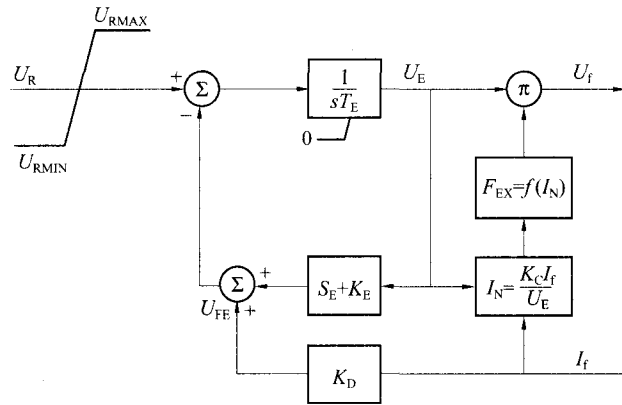 U_RMAX
U_R
U_RMIN
+
Σ
−
1
sT_E
0
U_E
π
U_f
F_EX=f(I_N)
Σ
+
U_FE
+
S_E+K_E
I_N= K_C I_f
U_E
K_D
I_f